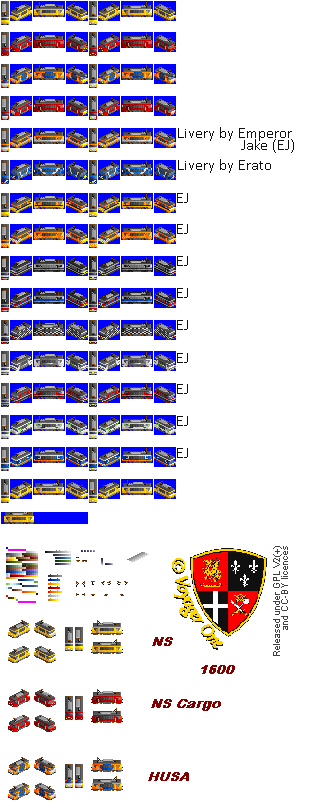 Livery by Emperor
Jake (EJ)
Livery by Erato
EJ
EJ
EJ
EJ
EJ
EJ
EJ
EJ
EJ
© Voyager One
Released under GPL V2(+)
and CC-BY licences
NS
1600
NS Cargo
HUSA